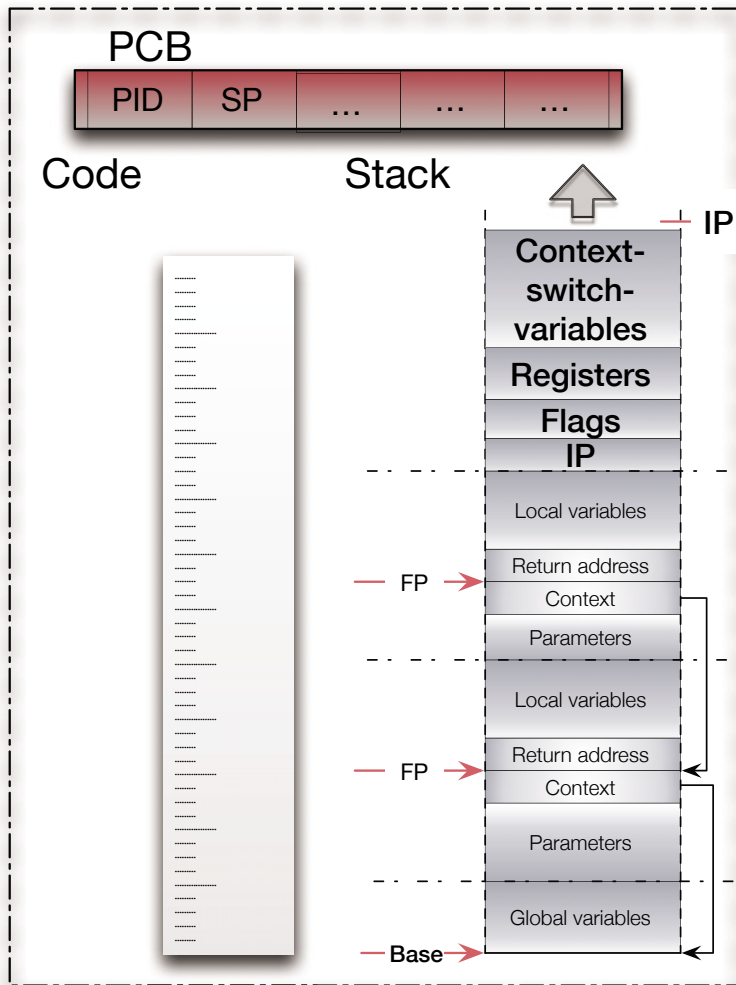 PCB
PID SP ... ... ...
Code Stack
IP
Context-
switch-
variables
Registers
Flags
IP
Local variables
Return address
FP
Context
Parameters
Local variables
Return address
FP
Context
Parameters
Global variables
Base